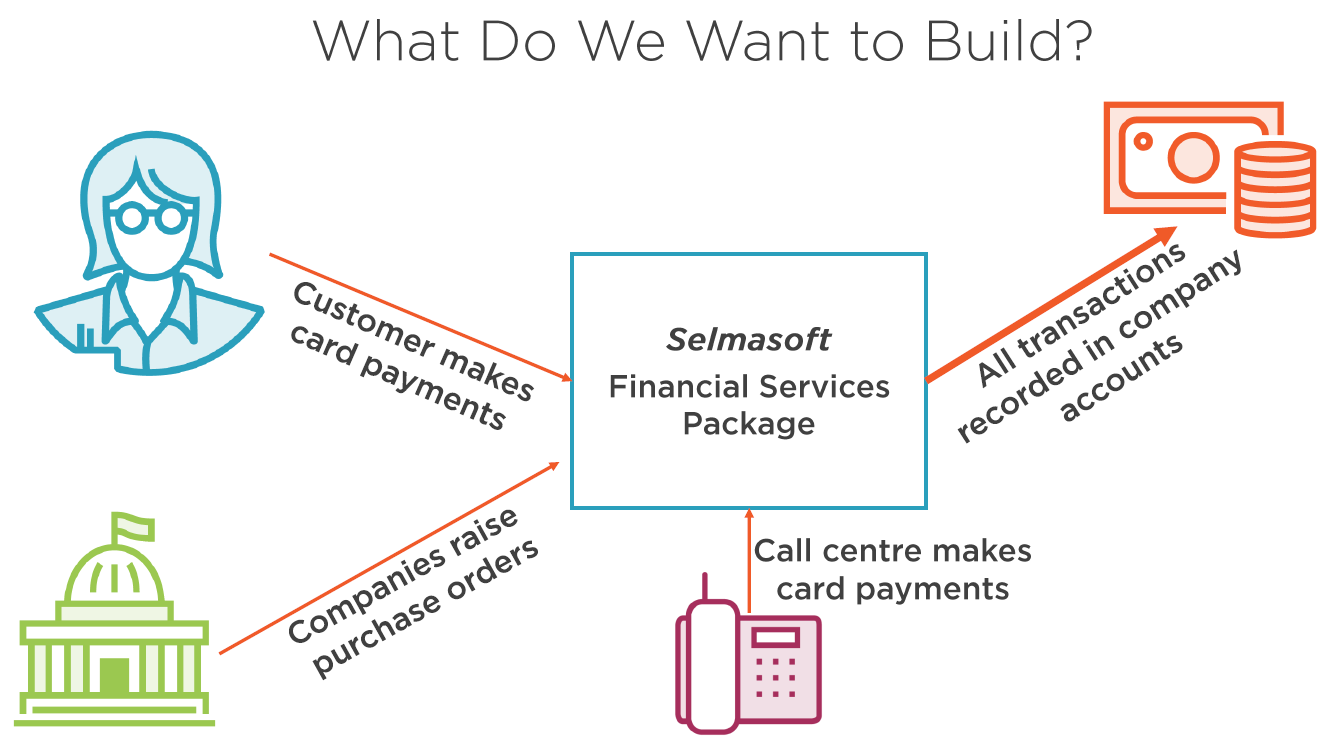 What Do We Want to Build?
Customer makes
card payments
Selmasoft
Financial Services
Package
All transactions
recorded in company
accounts
Companies raise
purchase orders
Call centre makes
card payments